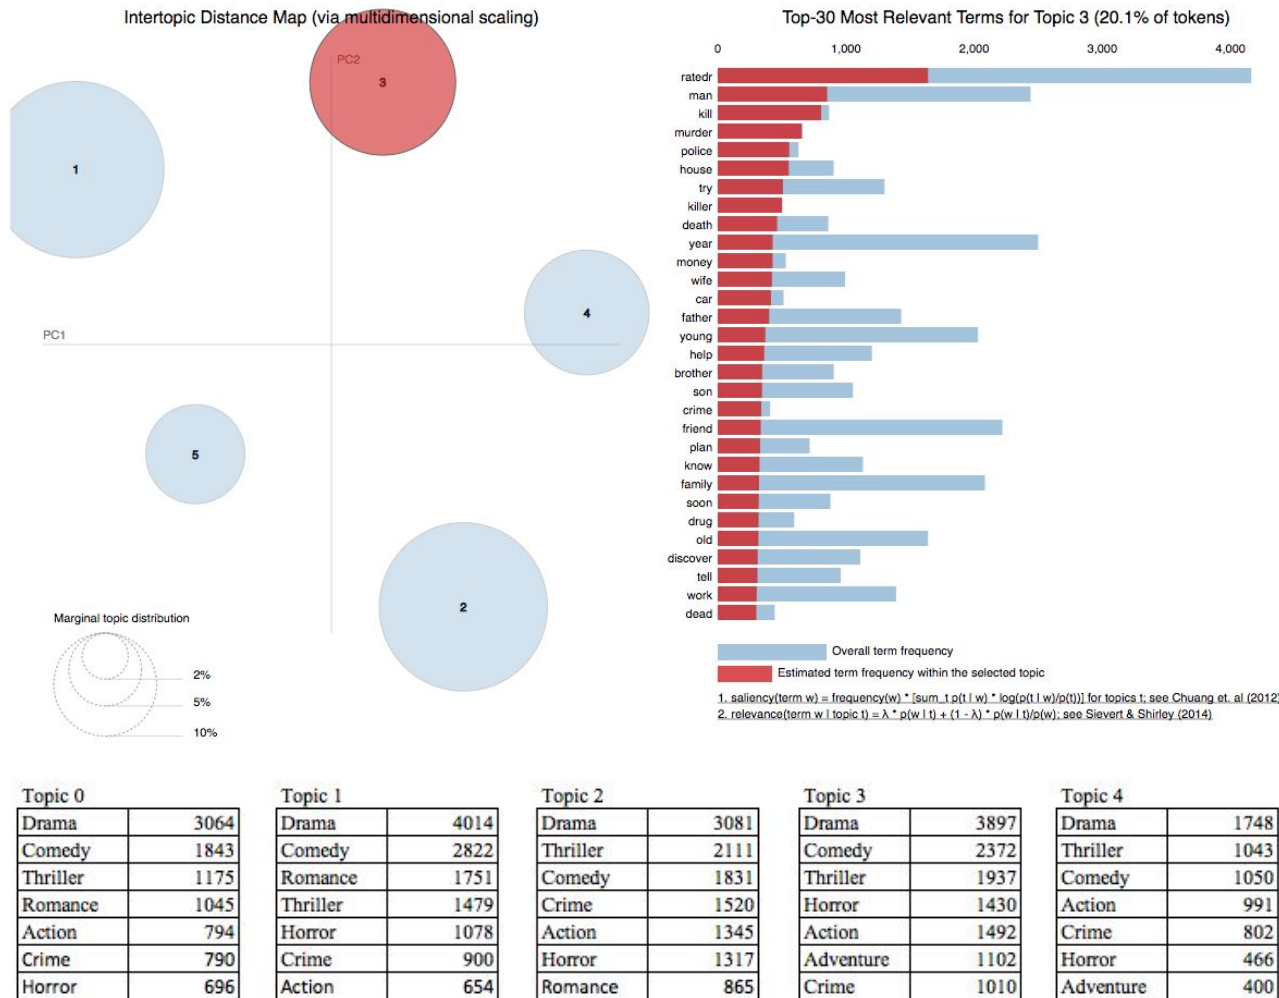 Intertopic Distance Map (via multidimensional scaling)
PC2
3
1
4
PC1
5
2
Marginal topic distribution
2%
5%
10%
Top-30 Most Relevant Terms for Topic 3 (20.1% of tokens)
0 1,000 2,000 3,000 4,000
ratedr
man
kill
murder
police
house
try
killer
death
year
money
wife
car
father
young
help
brother
son
crime
friend
plan
know
family
soon
drug
old
discover
tell
work
dead
Overall term frequency
Estimated term frequency within the selected topic
1. saliency(term w) = frequency(w) * [sum_t p(t | w) * log(p(t | w)/p(t))] for topics t; see Chuang et. al (2012)
2. relevance(term w | topic t) = λ * p(w | t) + (1 - λ) * p(w | t)/p(w); see Sievert & Shirley (2014)
Topic 0
Drama 3064
Comedy 1843
Thriller 1175
Romance 1045
Action 794
Crime 790
Horror 696
Topic 1
Drama 4014
Comedy 2822
Romance 1751
Thriller 1479
Horror 1078
Crime 900
Action 654
Topic 2
Drama 3081
Thriller 2111
Comedy 1831
Crime 1520
Action 1345
Horror 1317
Romance 865
Topic 3
Drama 3897
Comedy 2372
Thriller 1937
Horror 1430
Action 1492
Adventure 1102
Crime 1010
Topic 4
Drama 1748
Thriller 1043
Comedy 1050
Action 991
Crime 802
Horror 466
Adventure 400